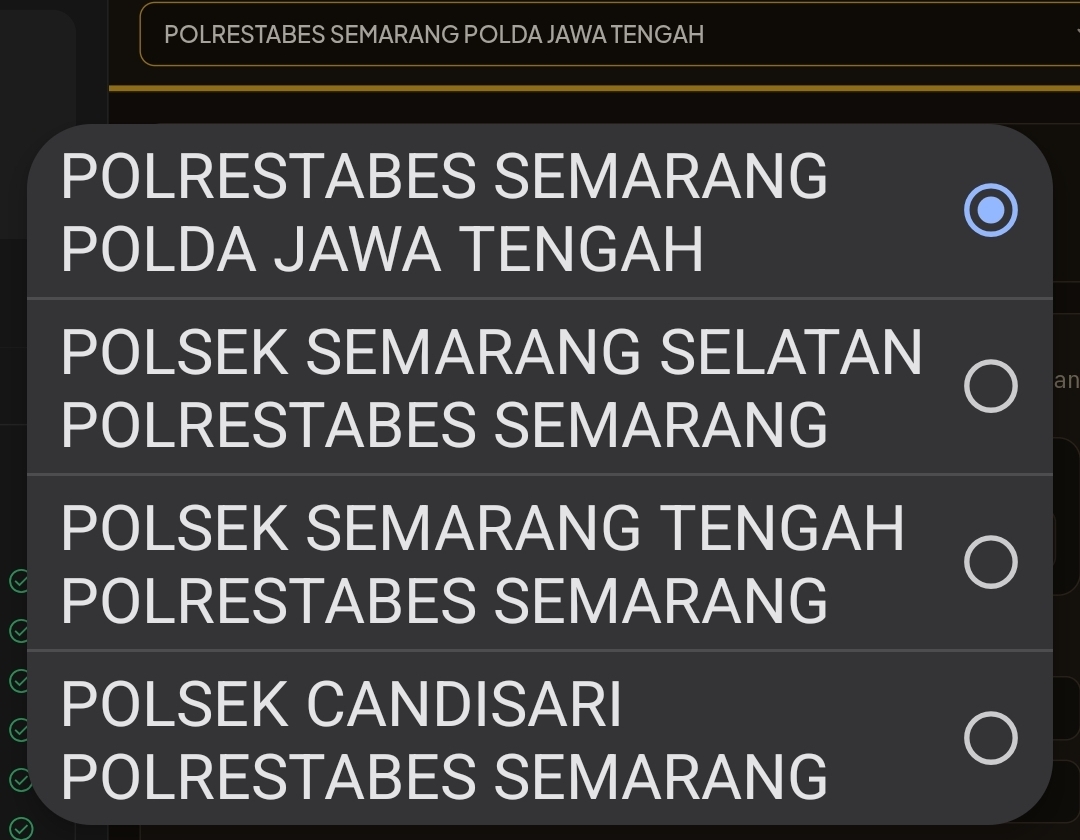 POLRESTABES SEMARANG POLDA JAWA TENGAH
POLRESTABES SEMARANG
POLDA JAWA TENGAH
POLSEK SEMARANG SELATAN
POLRESTABES SEMARANG
an
POLSEK SEMARANG TENGAH
POLRESTABES SEMARANG
POLSEK CANDISARI
POLRESTABES SEMARANG